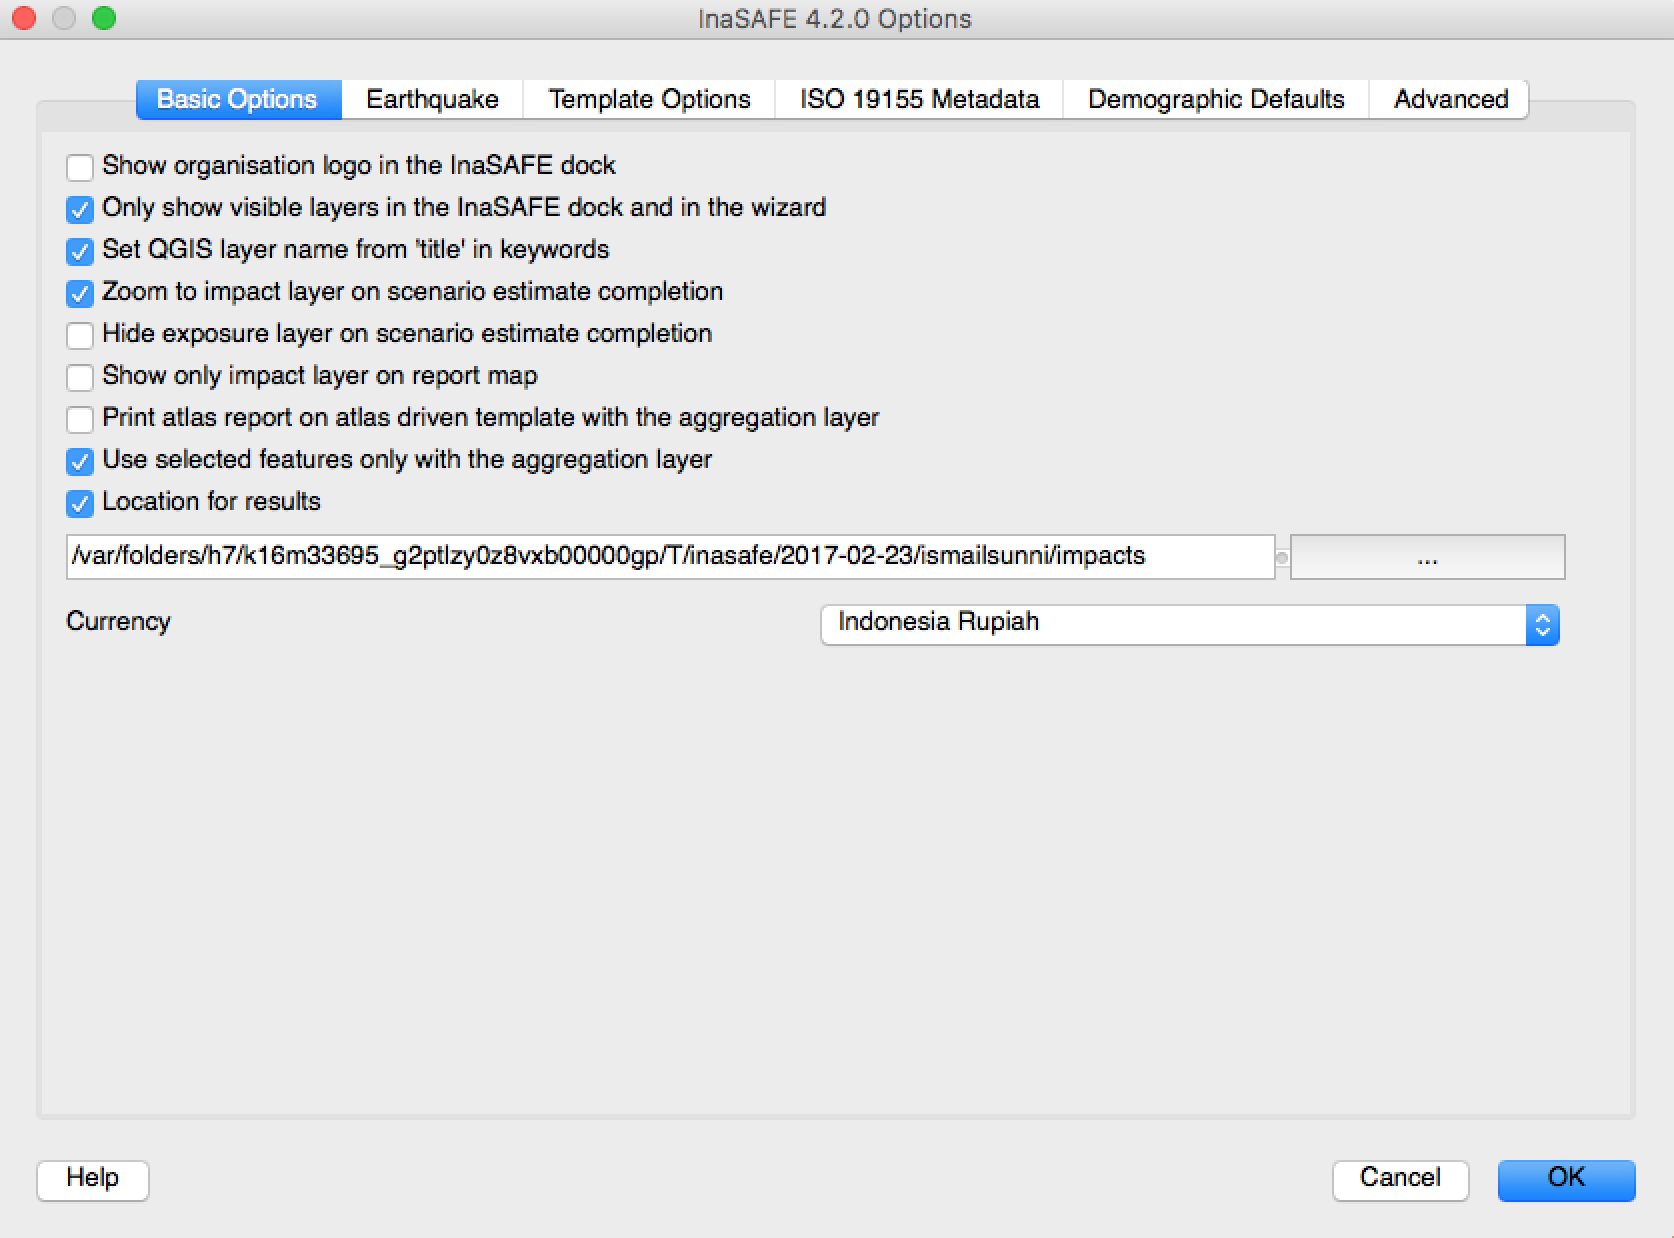 InaSAFE 4.2.0 Options
Basic Options Earthquake Template Options ISO 19155 Metadata Demographic Defaults Advanced
Show organisation logo in the InaSAFE dock
Only show visible layers in the InaSAFE dock and in the wizard
Set QGIS layer name from 'title' in keywords
Zoom to impact layer on scenario estimate completion
Hide exposure layer on scenario estimate completion
Show only impact layer on report map
Print atlas report on atlas driven template with the aggregation layer
Use selected features only with the aggregation layer
Location for results
/var/folders/h7/k16m33695_g2ptlzy0z8vxb00000gp/T/inasafe/2017-02-23/ismailsunni/impacts ...
Currency Indonesia Rupiah
Help Cancel OK